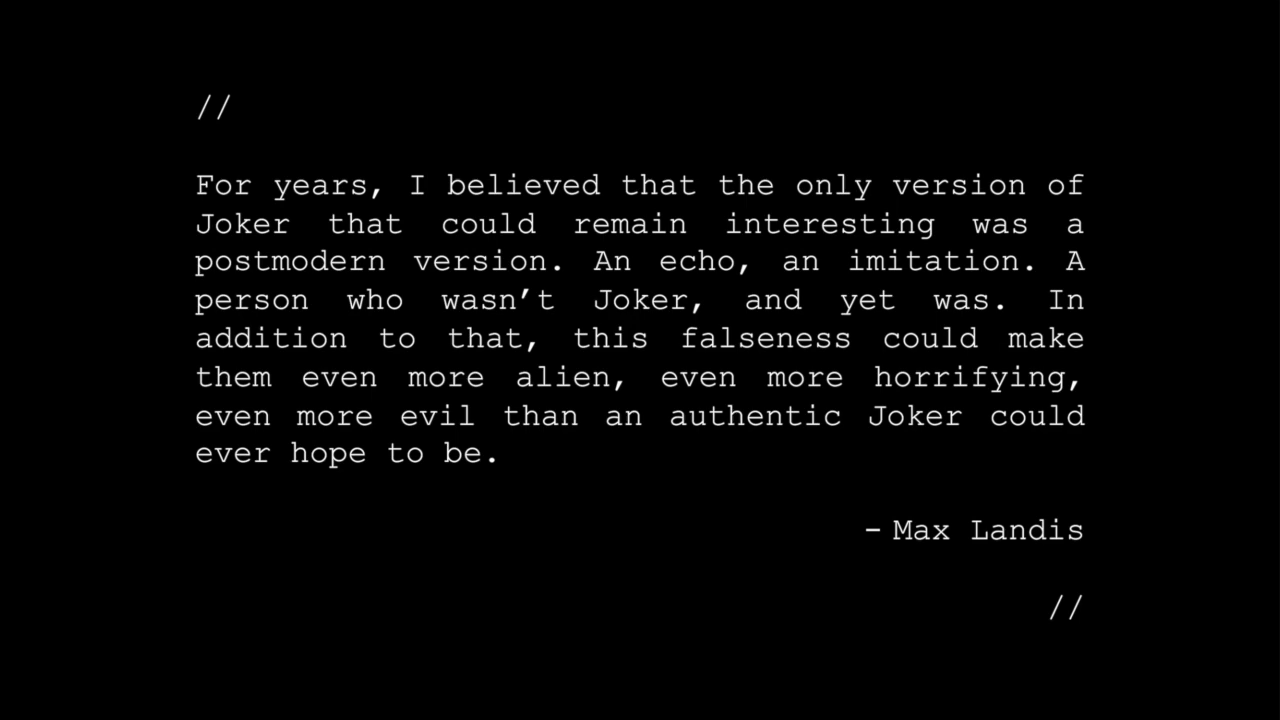 //
For years, I believed that the only version of
Joker that could remain interesting was a
postmodern version. An echo, an imitation. A
person who wasn’t Joker, and yet was. In
addition to that, this falseness could make
them even more alien, even more horrifying,
even more evil than an authentic Joker could
ever hope to be.
- Max Landis
//